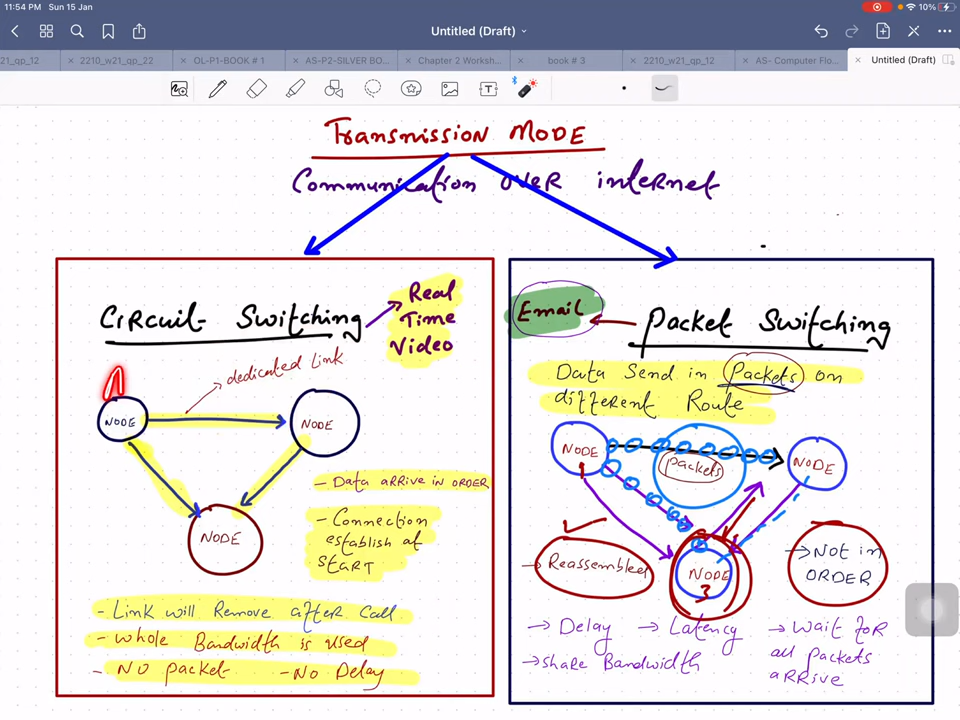 11:54 PM Sun 15 Jan
10%
Untitled (Draft)
21_qp_12
2210_w21_qp_22
OL-P1-BOOK # 1
AS-P2-SILVER BO...
Chapter 2 Worksh...
book # 3
2210_w21_qp_12
AS- Computer Flo...
Untitled (Draft)
Transmission MODE
Communication over internet
Circuit Switching
Real
Time
Video
dedicated link
NODE
NODE
NODE
- Data arrive in order
- Connection
establish at
START
- Link will Remove after call
- whole Bandwidth is used
- No packet
- No Delay
Email
Packet Switching
Data Send in Packets on
different Route
NODE
1
NODE
packets
NODE
3
→ Reassembled
→ Not in
ORDER
→ Delay
→ Latency
→ wait for
all packets
arrive
→ share Bandwidth